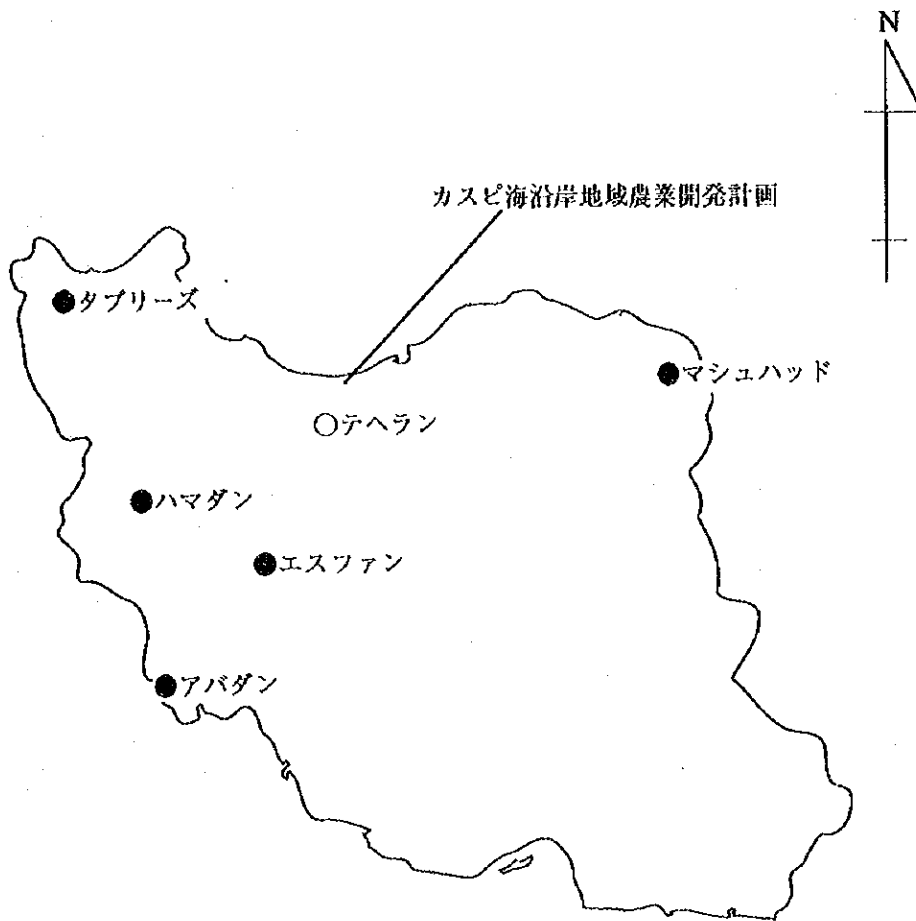 N
カスピ海沿岸地域農業開発計画
タブリーズ
マシュハッド
テヘラン
ハマダン
エスファン
アバダン